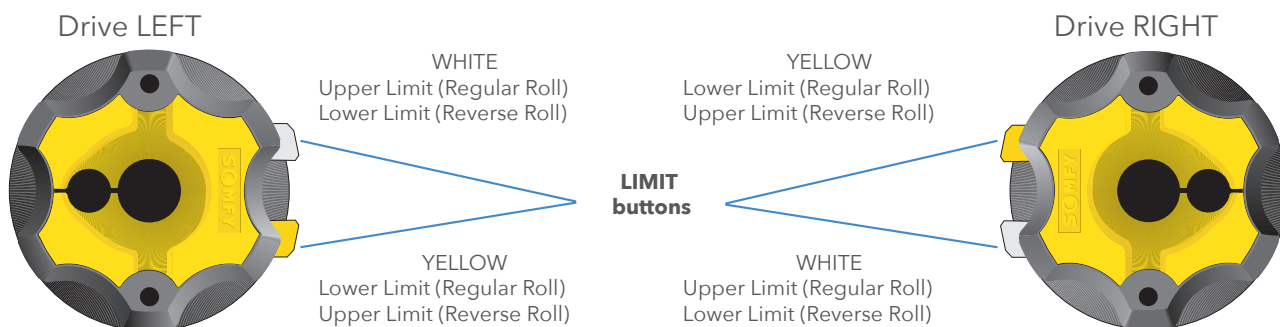 Drive LEFT
Drive RIGHT
WHITE
Upper Limit (Regular Roll)
Lower Limit (Reverse Roll)
YELLOW
Lower Limit (Regular Roll)
Upper Limit (Reverse Roll)
SOMFY
LIMIT
buttons
SOMFY
YELLOW
Lower Limit (Regular Roll)
Upper Limit (Reverse Roll)
WHITE
Upper Limit (Regular Roll)
Lower Limit (Reverse Roll)